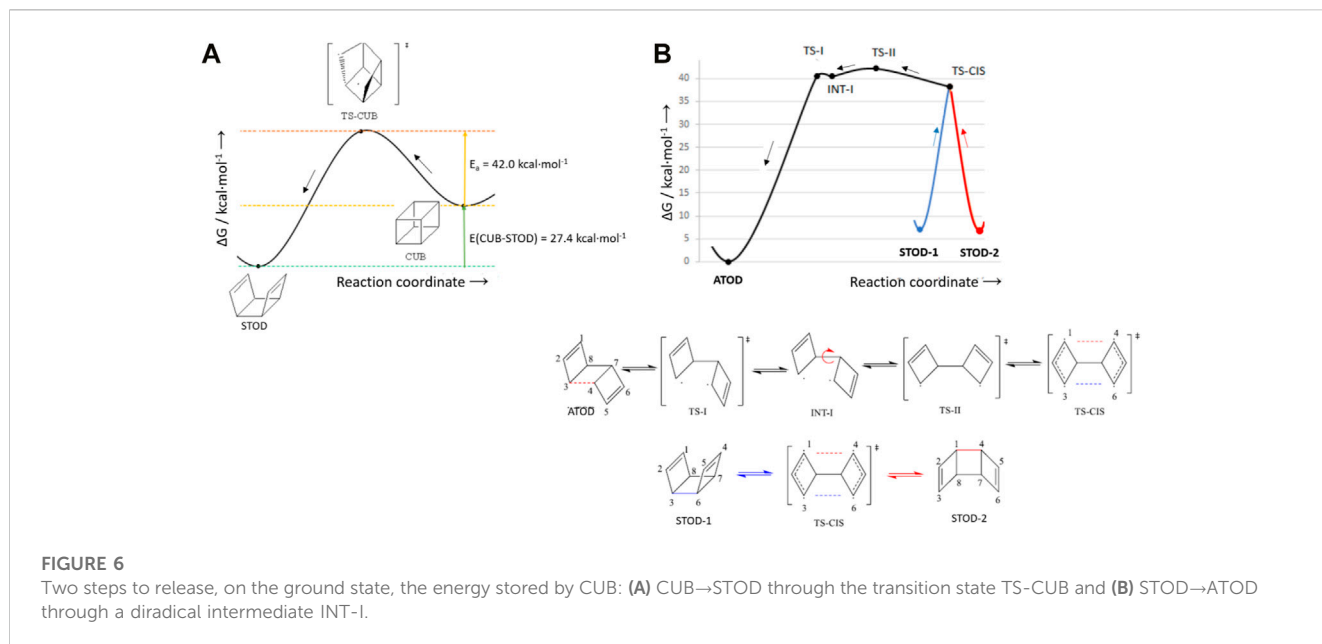 A
‡
TS-CUB
ΔG / kcal·mol⁻¹ →
Eₐ = 42.0 kcal·mol⁻¹
E(CUB-STOD) = 27.4 kcal·mol⁻¹
CUB
Reaction coordinate →
STOD
B
TS-I
TS-II
TS-CIS
INT-I
ΔG / kcal·mol⁻¹ →
40
35
30
25
20
15
10
5
0
STOD-1
STOD-2
ATOD
Reaction coordinate →
1
2
8
7
3
4
6
5
ATOD
‡
TS-I
INT-I
‡
TS-II
‡
1
4
3
6
TS-CIS
1
4
2
5
8
7
3
6
STOD-1
‡
1
4
3
6
TS-CIS
1
4
2
5
8
7
3
6
STOD-2
FIGURE 6
Two steps to release, on the ground state, the energy stored by CUB: (A) CUB→STOD through the transition state TS-CUB and (B) STOD→ATOD
through a diradical intermediate INT-I.